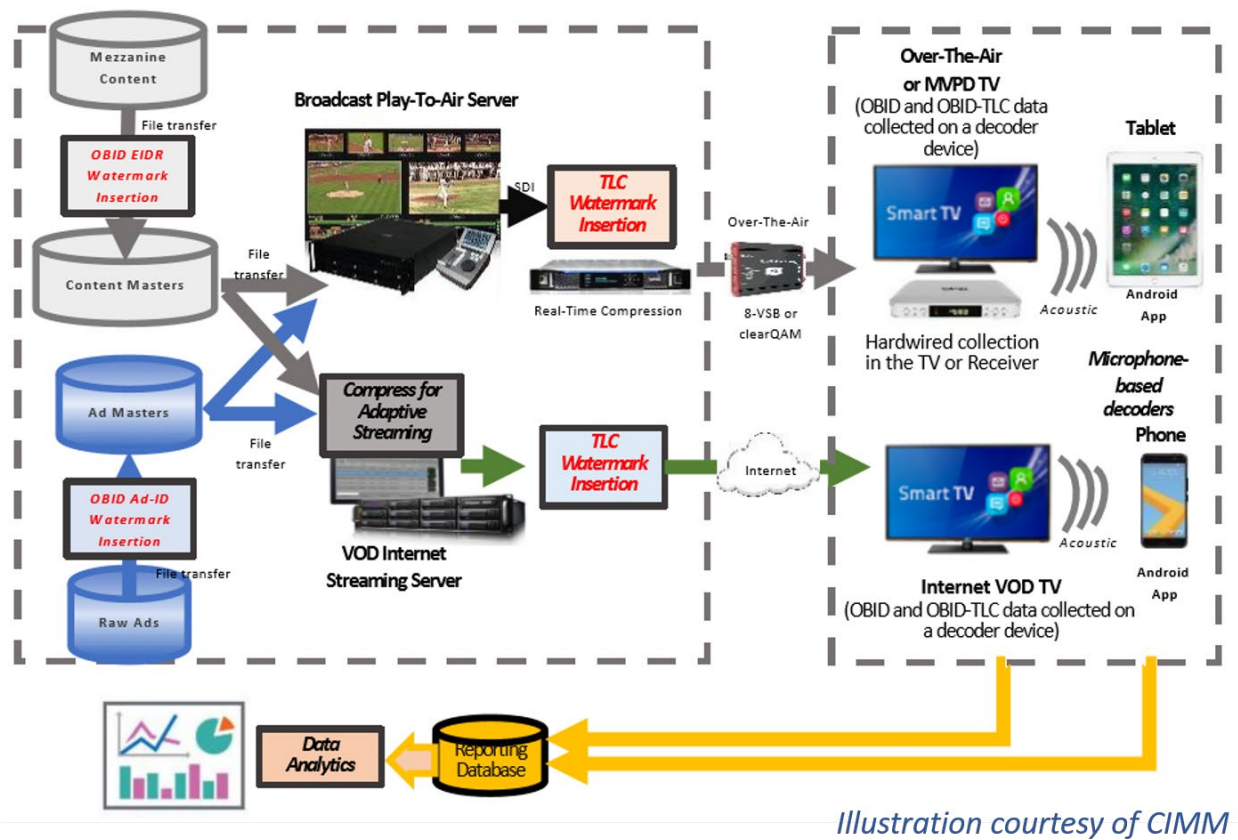 Mezzanine
Content
File transfer
OBID EIDR
Watermark
Insertion
Content Masters
File
transfer
Ad Masters
File
transfer
OBID Ad-ID
Watermark
Insertion
File transfer
Raw Ads
Broadcast Play-To-Air Server
SDI
TLC
Watermark
Insertion
Real-Time Compression
Compress for
Adaptive
Streaming
VOD Internet
Streaming Server
TLC
Watermark
Insertion
Over-The-Air
8-VSB or
clearQAM
Internet
Over-The-Air
or MVPD TV
(OBID and OBID-TLC data
collected on a decoder
device)
Smart TV
Acoustic
Hardwired collection
in the TV or Receiver
Tablet
Android
App
Microphone-
based
decoders
Phone
Smart TV
Acoustic
Android
App
Internet VOD TV
(OBID and OBID-TLC data collected on
a decoder device)
Data
Analytics
Reporting
Database
Illustration courtesy of CIMM